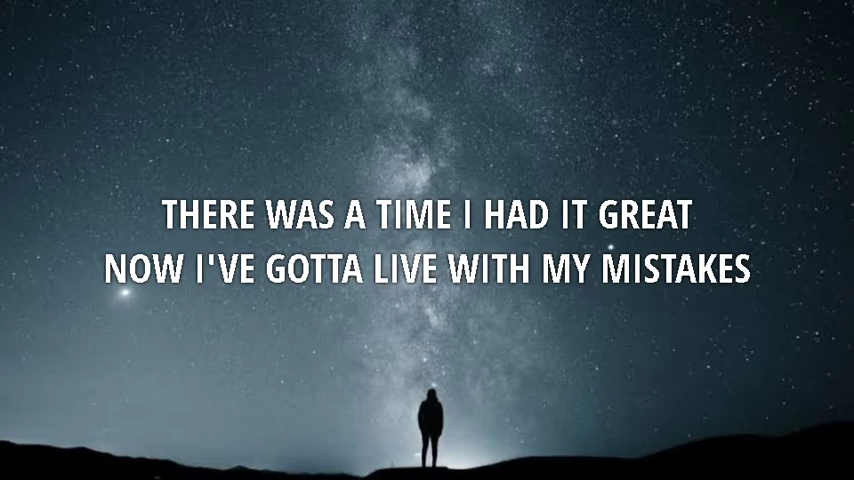 THERE WAS A TIME I HAD IT GREAT
NOW I'VE GOTTA LIVE WITH MY MISTAKES